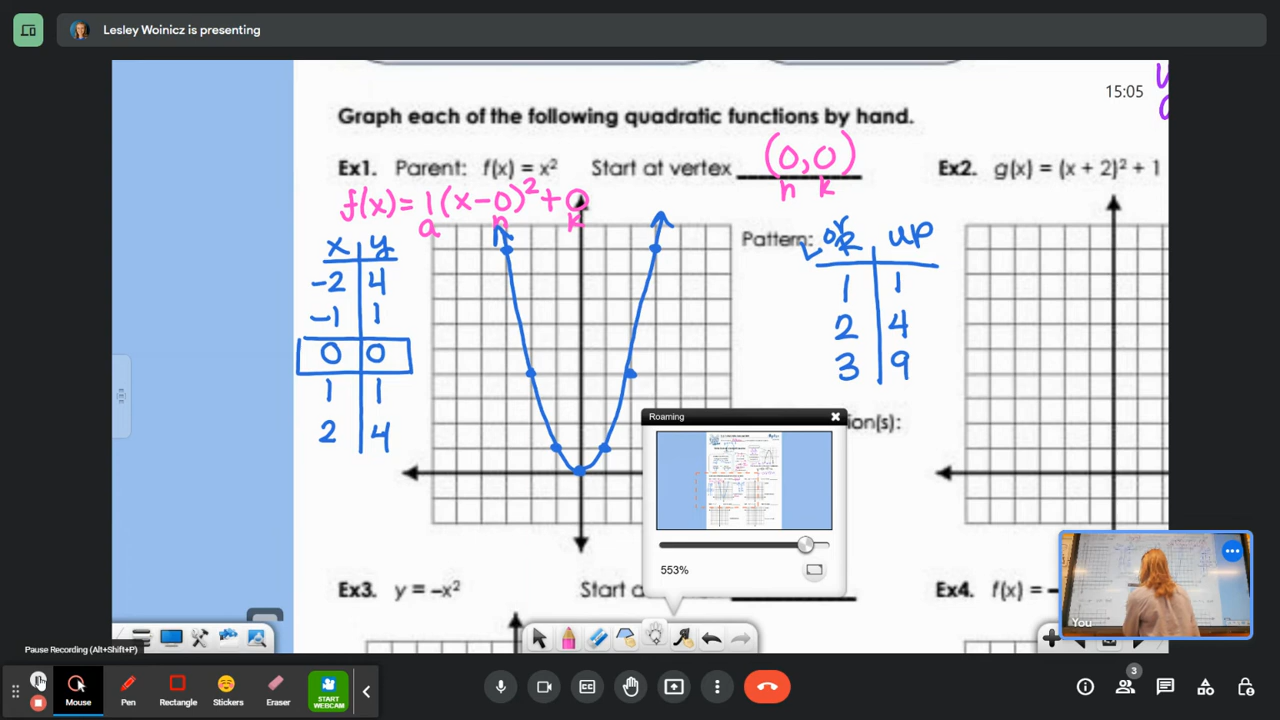 Lesley Woinicz is presenting
15:05
Graph each of the following quadratic functions by hand.
Ex1. Parent: f(x) = x² Start at vertex (0,0)
h k
f(x) = 1(x-0)²+0
a h k
x y
-2 4
-1 1
0 0
1 1
2 4
Pattern:
or
R up
1 1
2 4
3 9
ion(s):
Ex2. g(x) = (x + 2)² + 1
Roaming
553%
Ex3. y = –x² Start a
Ex4. f(x) = –
You
Pause Recording (Alt+Shift+P)
Mouse
Pen
Rectangle
Stickers
Eraser
START
WEBCAM
3